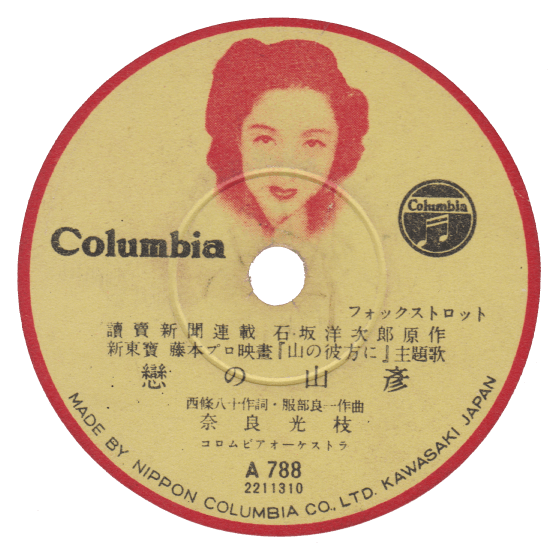 Columbia
Columbia
フォックストロット
讀賣新聞連載 石坂洋次郎原作
新東寶 藤本プロ映畫『山の彼方に』主題歌
戀の山彥
西條八十作詞・服部良一作曲
奈良光枝
コロムビアオーケストラ
A 788
2211310
MADE BY NIPPON COLUMBIA CO., LTD. KAWASAKI JAPAN